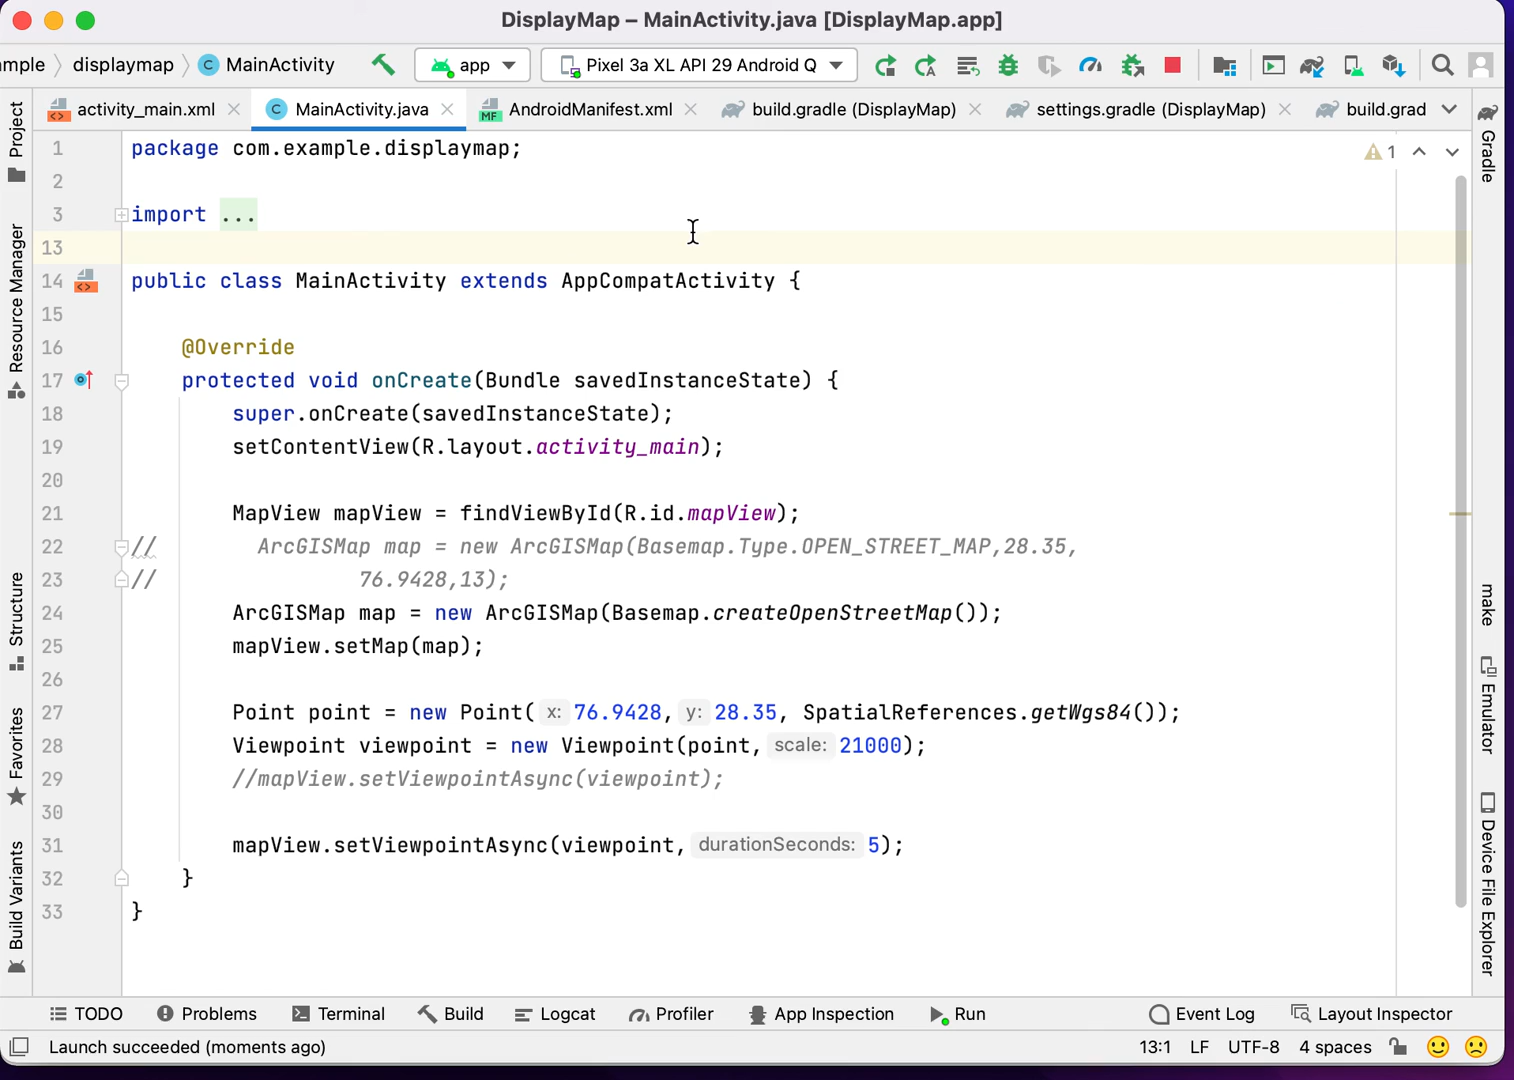 DisplayMap – MainActivity.java [DisplayMap.app]
mple displaymap C MainActivity app Pixel 3a XL API 29 Android Q
activity_main.xml C MainActivity.java MF AndroidManifest.xml build.gradle (DisplayMap) settings.gradle (DisplayMap) build.grad
Project
Resource Manager
Structure
Favorites
Build Variants
1 package com.example.displaymap;
1
2
3 import ...
13
14 public class MainActivity extends AppCompatActivity {
15
16 @Override
17 protected void onCreate(Bundle savedInstanceState) {
18 super.onCreate(savedInstanceState);
19 setContentView(R.layout.activity_main);
20
21 MapView mapView = findViewById(R.id.mapView);
22 // ArcGISMap map = new ArcGISMap(Basemap.Type.OPEN_STREET_MAP,28.35,
23 // 76.9428,13);
24 ArcGISMap map = new ArcGISMap(Basemap.createOpenStreetMap());
25 mapView.setMap(map);
26
27 Point point = new Point( x: 76.9428, y: 28.35, SpatialReferences.getWgs84());
28 Viewpoint viewpoint = new Viewpoint(point, scale: 21000);
29 //mapView.setViewpointAsync(viewpoint);
30
31 mapView.setViewpointAsync(viewpoint, durationSeconds: 5);
32 }
33 }
Gradle
make
Emulator
Device File Explorer
TODO Problems Terminal Build Logcat Profiler App Inspection Run Event Log Layout Inspector
Launch succeeded (moments ago) 13:1 LF UTF-8 4 spaces